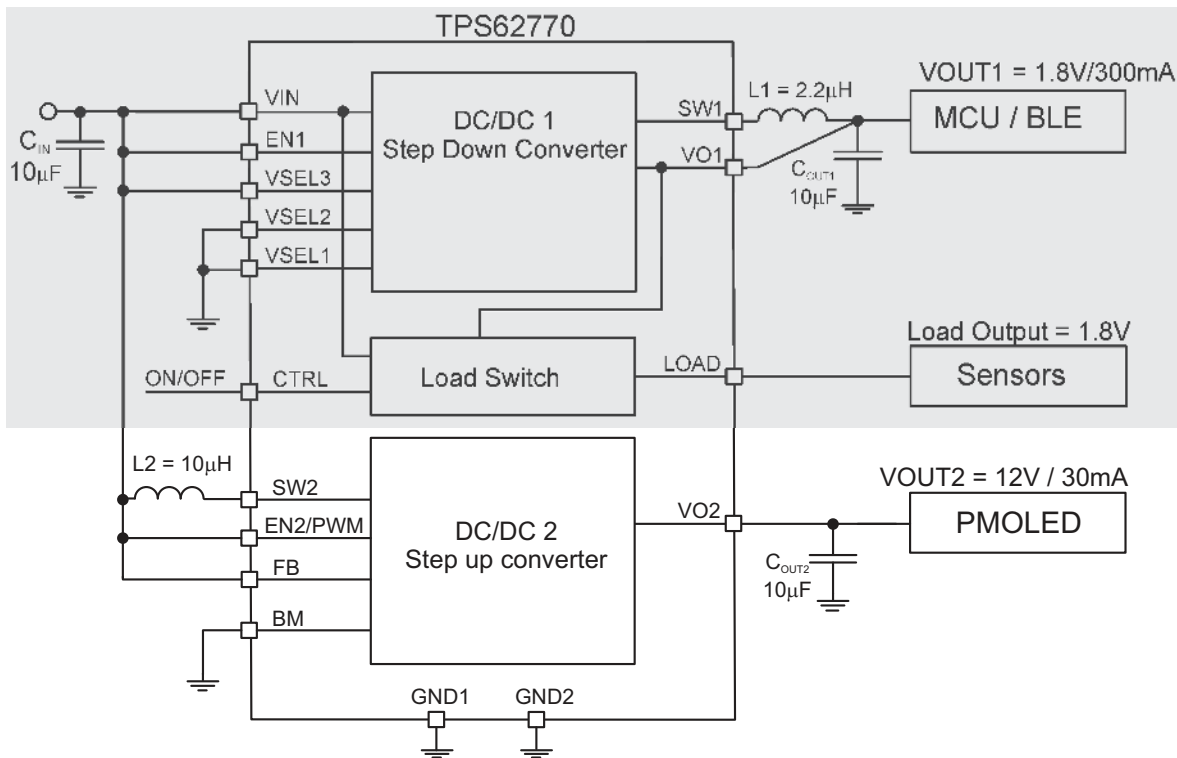 TPS62770
VIN
EN1
VSEL3
VSEL2
VSEL1
C_IN
10μF
DC/DC 1
Step Down Converter
SW1
VO1
L1 = 2.2μH
C_OUT1
10μF
VOUT1 = 1.8V/300mA
MCU / BLE
ON/OFF
CTRL
Load Switch
LOAD
Load Output = 1.8V
Sensors
L2 = 10μH
SW2
EN2/PWM
FB
BM
DC/DC 2
Step up converter
VO2
C_OUT2
10μF
VOUT2 = 12V / 30mA
PMOLED
GND1
GND2